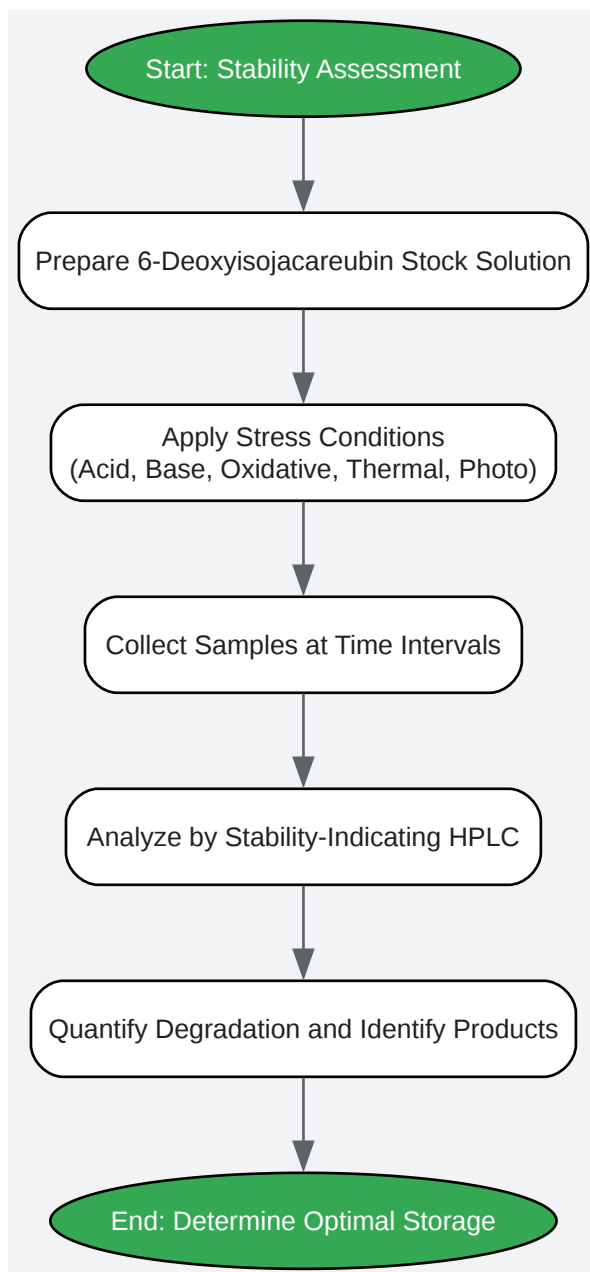 Start: Stability Assessment
Prepare 6-Deoxyisojacareubin Stock Solution
Apply Stress Conditions
(Acid, Base, Oxidative, Thermal, Photo)
Collect Samples at Time Intervals
Analyze by Stability-Indicating HPLC
Quantify Degradation and Identify Products
End: Determine Optimal Storage